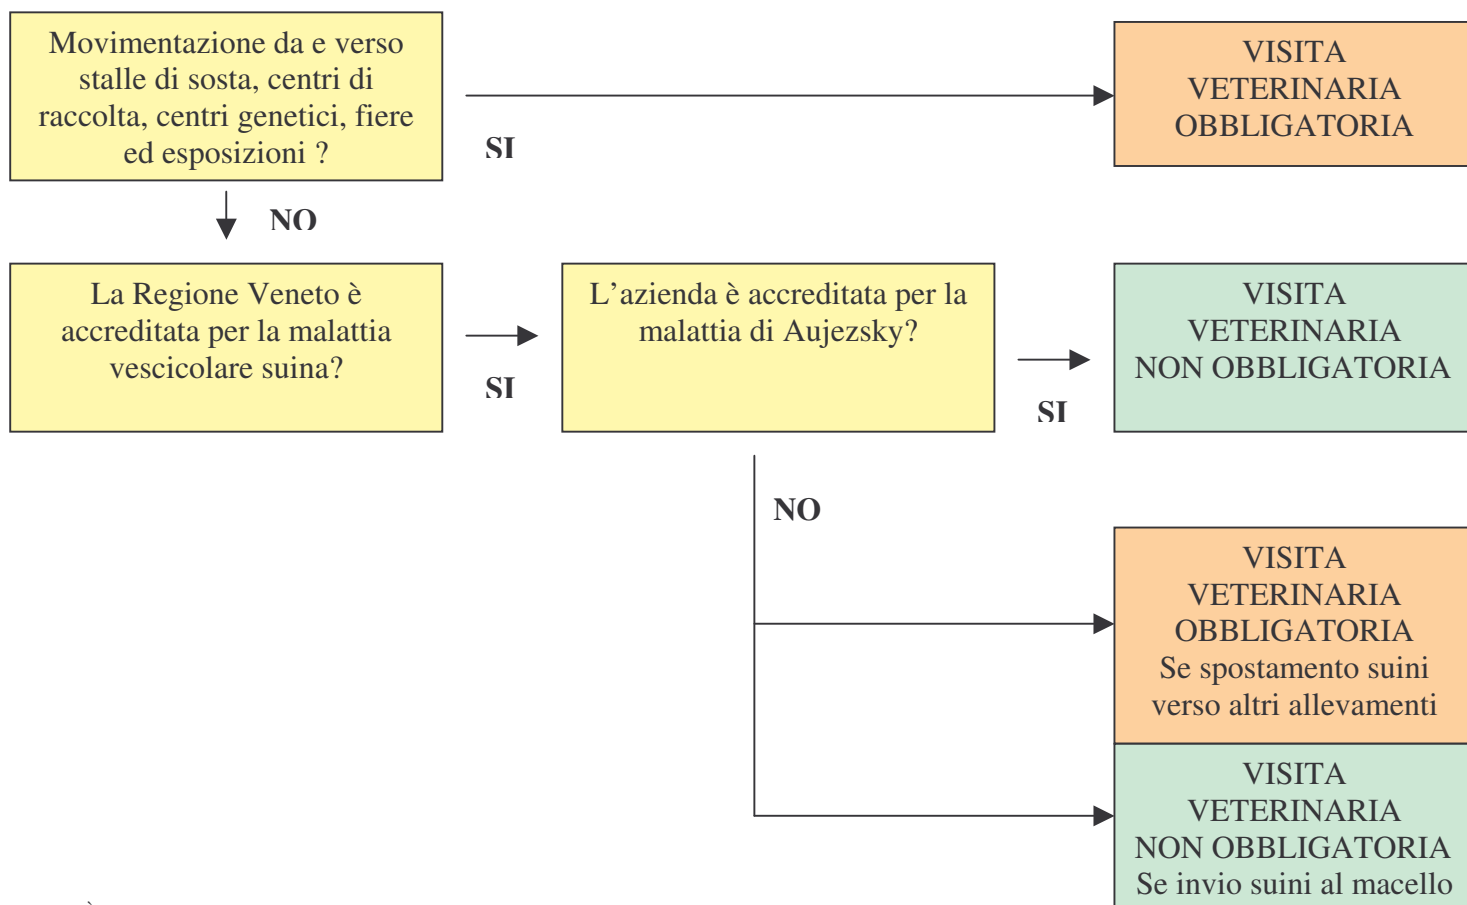 Movimentazione da e verso
stalle di sosta, centri di
raccolta, centri genetici, fiere
ed esposizioni ?
SI
VISITA
VETERINARIA
OBBLIGATORIA
NO
La Regione Veneto è
accreditata per la malattia
vescicolare suina?
SI
L’azienda è accreditata per la
malattia di Aujezsky?
SI
VISITA
VETERINARIA
NON OBBLIGATORIA
NO
VISITA
VETERINARIA
OBBLIGATORIA
Se spostamento suini
verso altri allevamenti
VISITA
VETERINARIA
NON OBBLIGATORIA
Se invio suini al macello